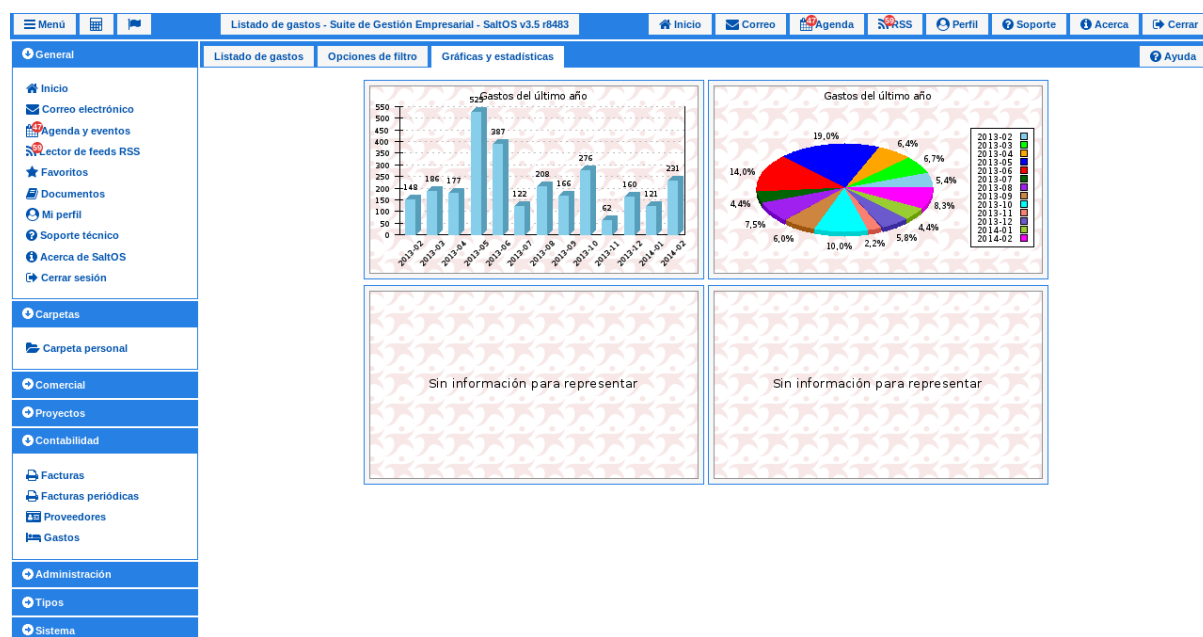 Menú
Listado de gastos - Suite de Gestión Empresarial - SaltOS v3.5 r8483
Inicio
Correo
47
Agenda
59
RSS
Perfil
Soporte
Acerca
Cerrar
General
Inicio
Correo electrónico
47
Agenda y eventos
59
Lector de feeds RSS
Favoritos
Documentos
Mi perfil
Soporte técnico
Acerca de SaltOS
Cerrar sesión
Carpetas
Carpeta personal
Comercial
Proyectos
Contabilidad
Facturas
Facturas periódicas
Proveedores
Gastos
Administración
Tipos
Sistema
Listado de gastos
Opciones de filtro
Gráficas y estadísticas
Ayuda
Gastos del último año
550
500
450
400
350
300
250
200
150
100
50
0
148
186
177
525
387
122
208
166
276
62
160
121
231
2013-02
2013-03
2013-04
2013-05
2013-06
2013-07
2013-08
2013-09
2013-10
2013-11
2013-12
2014-01
2014-02
Gastos del último año
19,0%
6,4%
6,7%
5,4%
8,3%
4,4%
5,8%
2,2%
10,0%
6,0%
7,5%
4,4%
14,0%
2013-02
2013-03
2013-04
2013-05
2013-06
2013-07
2013-08
2013-09
2013-10
2013-11
2013-12
2014-01
2014-02
Sin información para representar
Sin información para representar